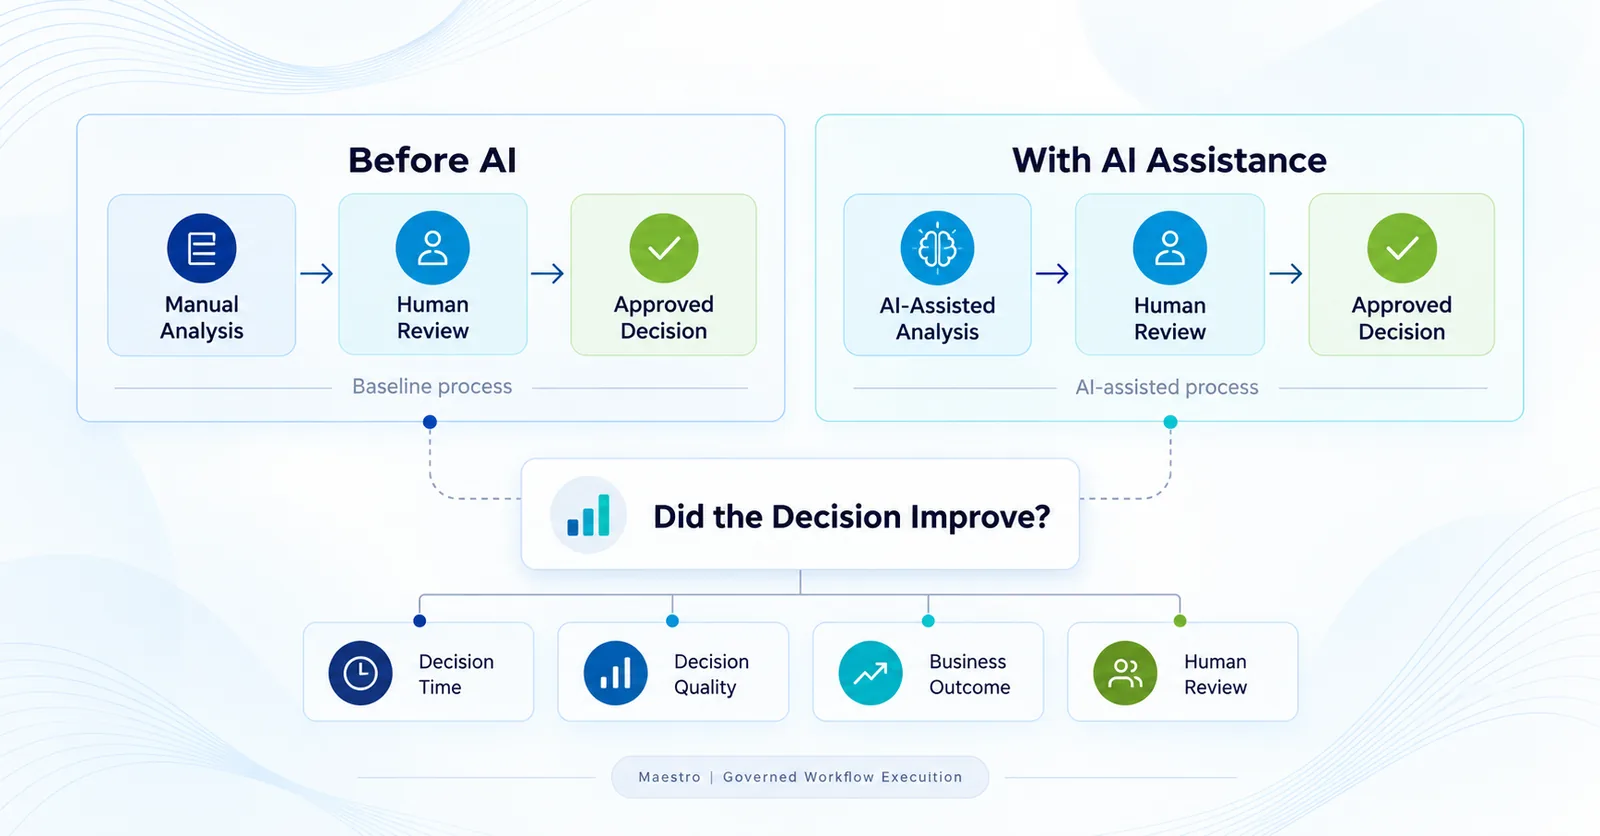 Before AI
Manual
Analysis
Human
Review
Approved
Decision
Baseline process
With AI Assistance
AI-Assisted
Analysis
Human
Review
Approved
Decision
AI-assisted process
Did the Decision Improve?
Decision
Time
Decision
Quality
Business
Outcome
Human
Review
Maestro | Governed Workflow Execuition